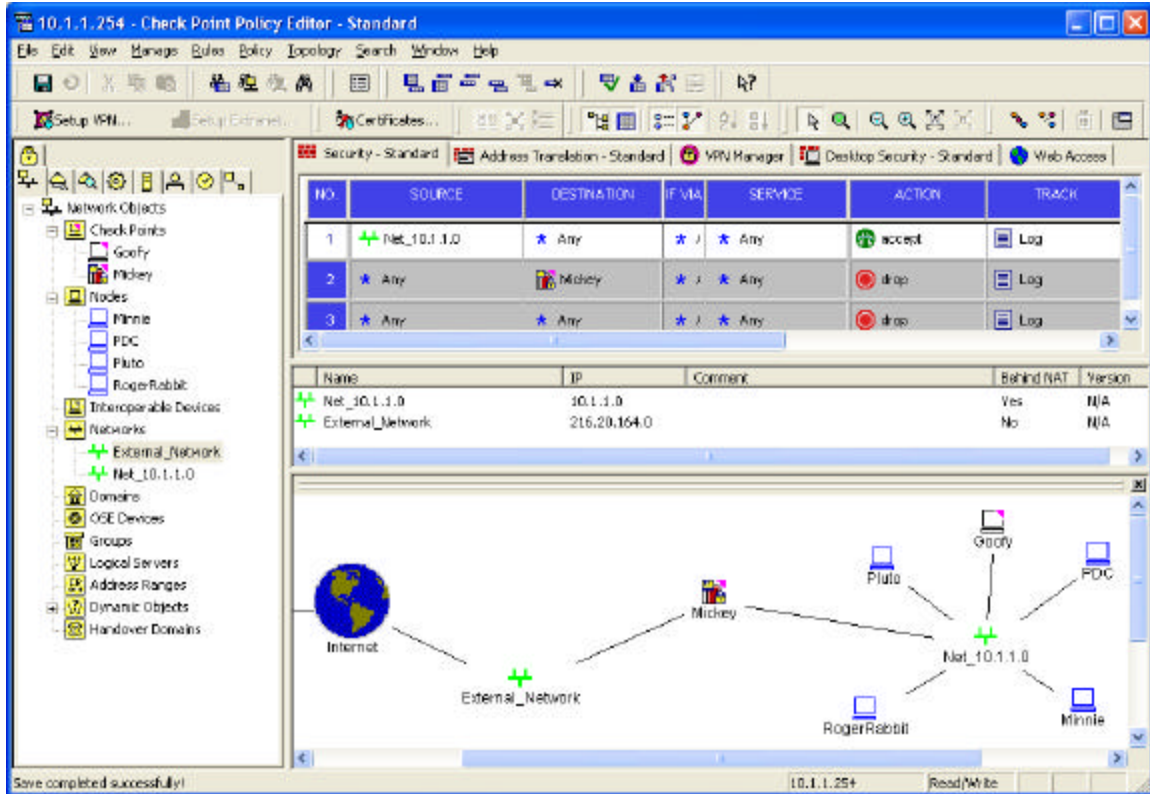 10.1.1.254 - Check Point Policy Editor - Standard
File Edit View Manage Rules Policy Topology Search Window Help
Setup VPN... Setup Extranet... Certificates...
Security - Standard Address Translation - Standard VPN Manager Desktop Security - Standard Web Access
NO. SOURCE DESTINATION IF VIA SERVICE ACTION TRACK
1 Net_10.1.1.0 * Any * * Any accept Log
2 * Any Mickey * * Any drop Log
3 * Any * Any * * Any drop Log
Network Objects
Check Points
Goofy
Mickey
Nodes
Minnie
PDC
Pluto
RogerRabbit
Interoperable Devices
Networks
External_Network
Net_10.1.1.0
Domains
OSE Devices
Groups
Logical Servers
Address Ranges
Dynamic Objects
Handover Domains
Name IP Comment Behind NAT Version
Net_10.1.1.0 10.1.1.0 Yes N/A
External_Network 216.20.164.0 No N/A
Goofy
Pluto
PDC
Mickey
Internet
Net_10.1.1.0
External_Network
RogerRabbit
Minnie
Save completed successfully!
10.1.1.254
Read/Write